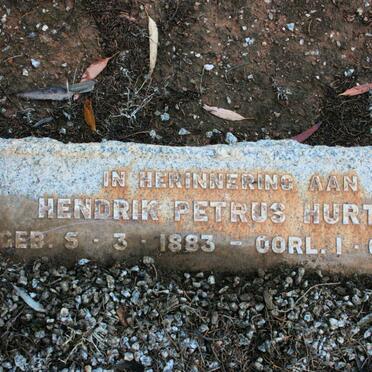 IN HERINNERING AAN
HENDRIK PETRUS HURT
GEB. 5 · 3 · 1883 - OORL. 1 ·